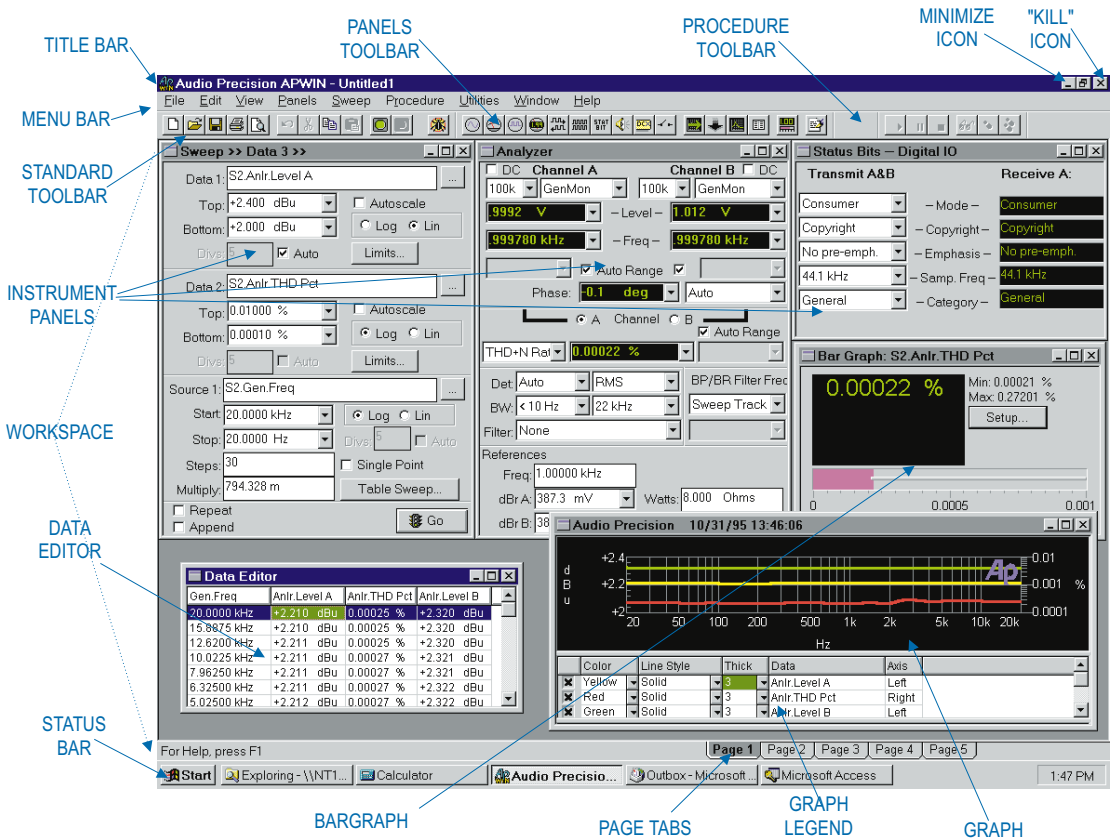 TITLE BAR
PANELS
TOOLBAR
PROCEDURE
TOOLBAR
MINIMIZE
ICON
"KILL"
ICON
MENU BAR
STANDARD
TOOLBAR
INSTRUMENT
PANELS
WORKSPACE
DATA
EDITOR
STATUS
BAR
Audio Precision APWIN - Untitled1
File Edit View Panels Sweep Procedure Utilities Window Help
STAT
BIT
DCX
Sweep >> Data 3 >>
Data 1: S2.Anlr.Level A ...
Top: +2.400 dBu Autoscale
Bottom: +2.000 dBu Log Lin
Divs: 5 Auto Limits...
Data 2: S2.Anlr.THD Pct ...
Top: 0.01000 % Autoscale
Bottom: 0.00010 % Log Lin
Divs: 5 Auto Limits...
Source 1: S2.Gen.Freq ...
Start: 20.0000 kHz Log Lin
Stop: 20.0000 Hz Divs: 5 Auto
Steps: 30 Single Point
Multiply: 794.328 m Table Sweep...
Repeat
Append
Go
Analyzer
DC Channel A Channel B DC
100k GenMon 100k GenMon
.9992 V – Level – 1.012 V
.999780 kHz – Freq – .999780 kHz
Auto Range
Phase: -0.1 deg Auto
A Channel B
Auto Range
THD+N Rat 0.00022 %
Det: Auto RMS BP/BR Filter Freq
BW: < 10 Hz 22 kHz Sweep Track
Filter: None
References
Freq: 1.00000 kHz
dBr A: 387.3 mV Watts: 8.000 Ohms
dBr B: 38
Status Bits – Digital IO
Transmit A&B Receive A:
Consumer – Mode – Consumer
Copyright – Copyright – Copyright
No pre-emph. – Emphasis – No pre-emph.
44.1 kHz – Samp. Freq – 44.1 kHz
General – Category – General
Bar Graph: S2.Anlr.THD Pct
0.00022 %
Min: 0.00021 %
Max: 0.27201 %
Setup...
0 0.0005 0.001
Audio Precision 10/31/95 13:46:06
+2.4 0.01
d
B +2.2 0.001 %
u
+2 0.0001
Ap
20 50 100 200 500 1k 2k 5k 10k 20k
Hz
Color Line Style Thick Data Axis
Yellow Solid 3 Anlr.Level A Left
Red Solid 3 Anlr.THD Pct Right
Green Solid 3 Anlr.Level B Left
Data Editor
Gen.Freq Anlr.Level A Anlr.THD Pct Anlr.Level B
20.0000 kHz +2.210 dBu 0.00025 % +2.320 dBu
15.8875 kHz +2.210 dBu 0.00025 % +2.320 dBu
12.6200 kHz +2.211 dBu 0.00025 % +2.320 dBu
10.0225 kHz +2.211 dBu 0.00027 % +2.321 dBu
7.96250 kHz +2.211 dBu 0.00027 % +2.321 dBu
6.32500 kHz +2.211 dBu 0.00027 % +2.322 dBu
5.02500 kHz +2.212 dBu 0.00027 % +2.322 dBu
For Help, press F1
Page 1 Page 2 Page 3 Page 4 Page 5
Start Exploring - \\NT1... Calculator Audio Precisio... Outbox - Microsoft ... Microsoft Access 1:47 PM
BARGRAPH
PAGE TABS
GRAPH
LEGEND
GRAPH